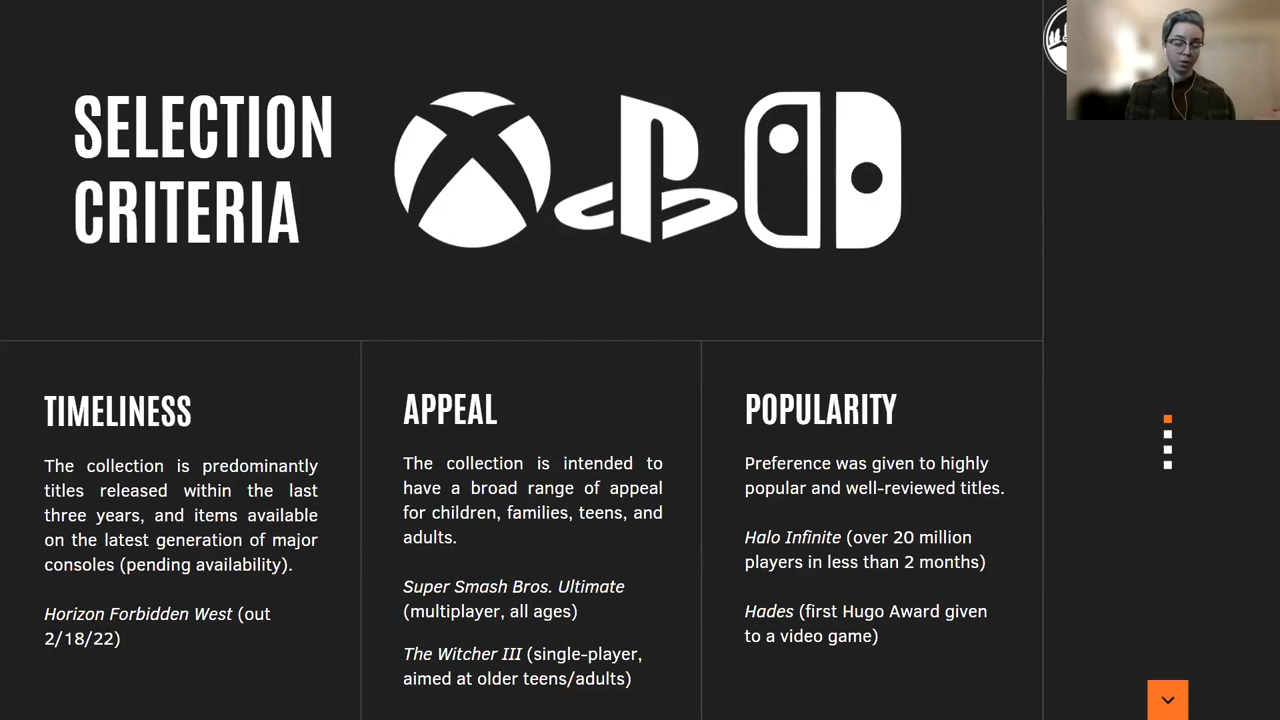 SELECTION
CRITERIA
TIMELINESS
The collection is predominantly
titles released within the last
three years, and items available
on the latest generation of major
consoles (pending availability).
Horizon Forbidden West (out
2/18/22)
APPEAL
The collection is intended to
have a broad range of appeal
for children, families, teens, and
adults.
Super Smash Bros. Ultimate
(multiplayer, all ages)
The Witcher III (single-player,
aimed at older teens/adults)
POPULARITY
Preference was given to highly
popular and well-reviewed titles.
Halo Infinite (over 20 million
players in less than 2 months)
Hades (first Hugo Award given
to a video game)